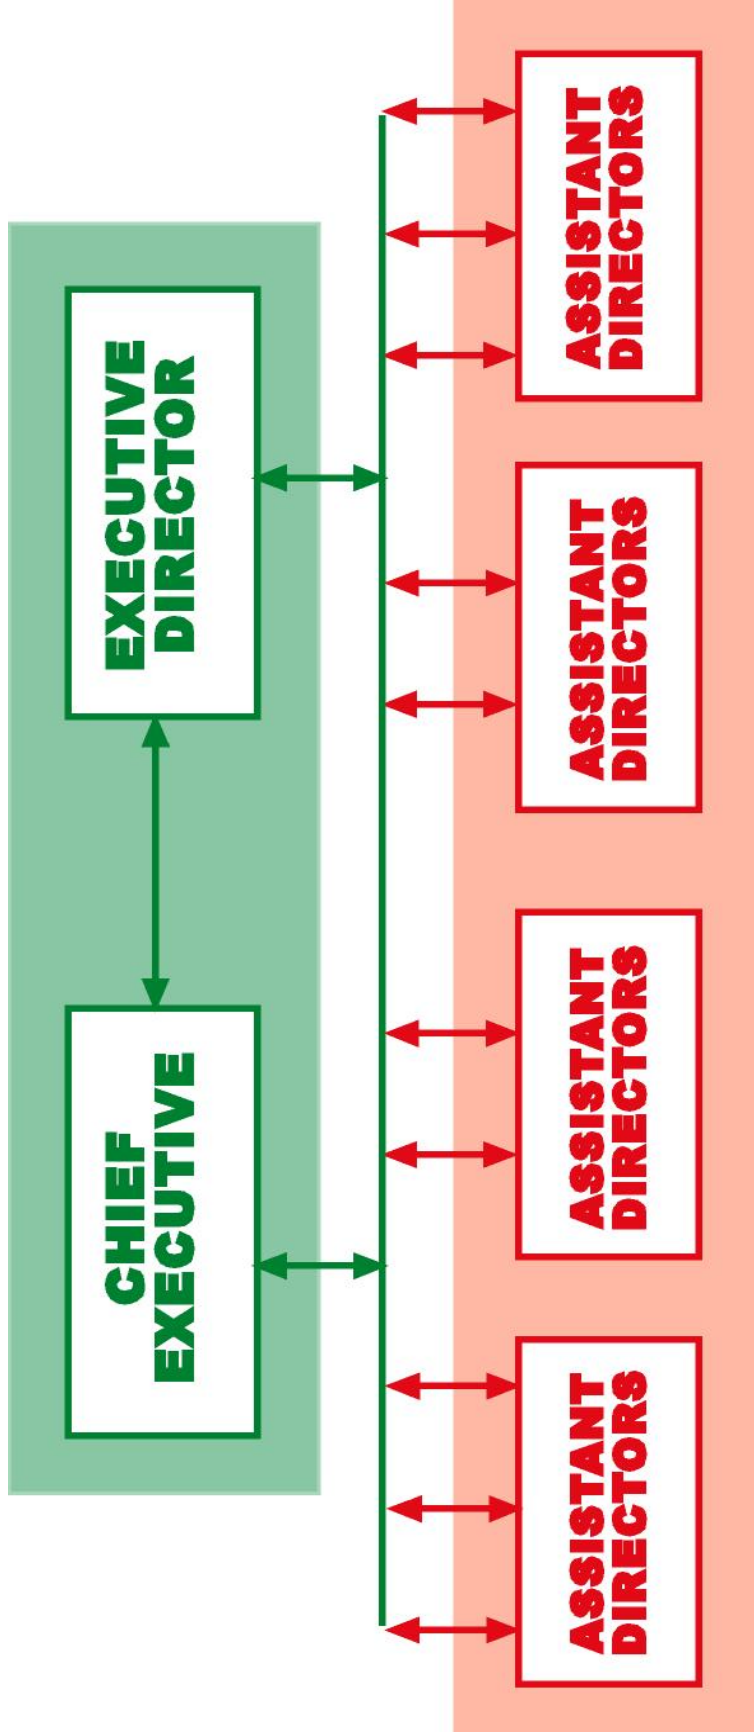 CHIEF
EXECUTIVE
EXECUTIVE
DIRECTOR
ASSISTANT
DIRECTORS
ASSISTANT
DIRECTORS
ASSISTANT
DIRECTORS
ASSISTANT
DIRECTORS